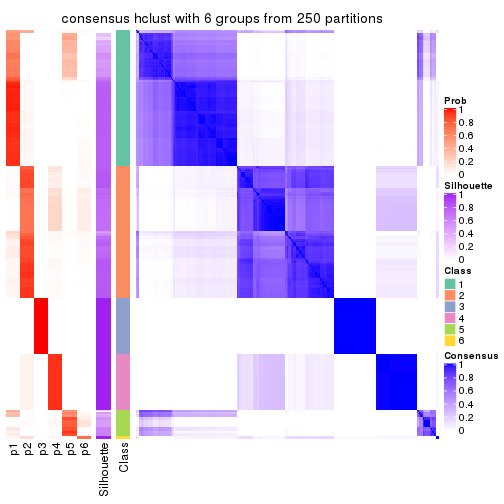 consensus hclust with 6 groups from 250 partitions
Prob
1
0.8
0.6
0.4
0.2
0
Silhouette
1
0.8
0.6
0.4
0.2
0
Class
1
2
3
4
5
6
Consensus
1
0.8
0.6
0.4
0.2
0
p1
p2
p3
p4
p5
p6
Silhouette
Class